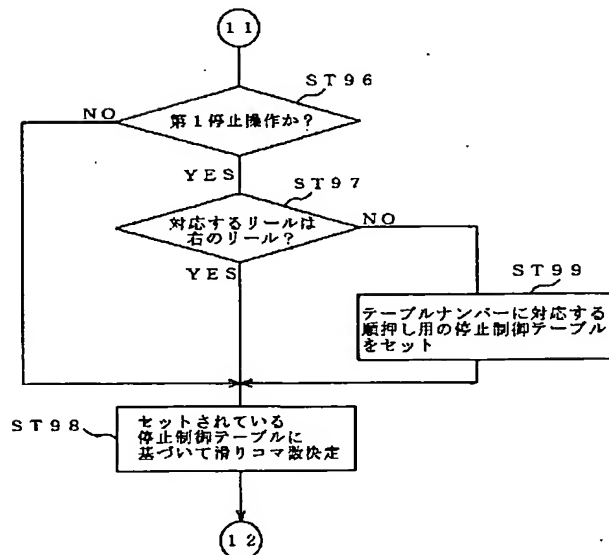 11
ST96
第1停止操作か?
NO
YES
ST97
対応するリールは
右のリール?
NO
YES
ST99
テーブルナンバーに対応する
順押し用の停止制御テーブル
をセット
ST98
セットされている
停止制御テーブルに
基づいて滑りコマ数決定
12